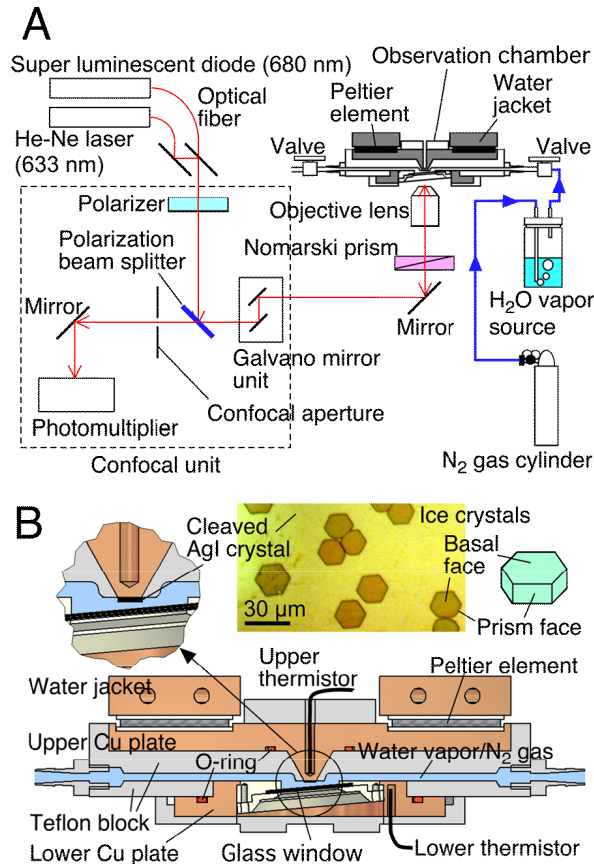 A
Super luminescent diode (680 nm)
Optical
fiber
He-Ne laser
(633 nm)
Observation chamber
Peltier
element
Water
jacket
Valve
Valve
Polarizer
Objective lens
Polarization
beam splitter
Nomarski prism
Mirror
Mirror
H2O vapor
source
Galvano mirror
unit
Confocal aperture
Photomultiplier
Confocal unit
N2 gas cylinder
B
Cleaved
AgI crystal
Ice crystals
Basal
face
30 µm
Prism face
Upper
thermistor
Peltier element
Water jacket
Upper Cu plate
O-ring
Water vapor/N2 gas
Teflon block
Lower Cu plate
Glass window
Lower thermistor